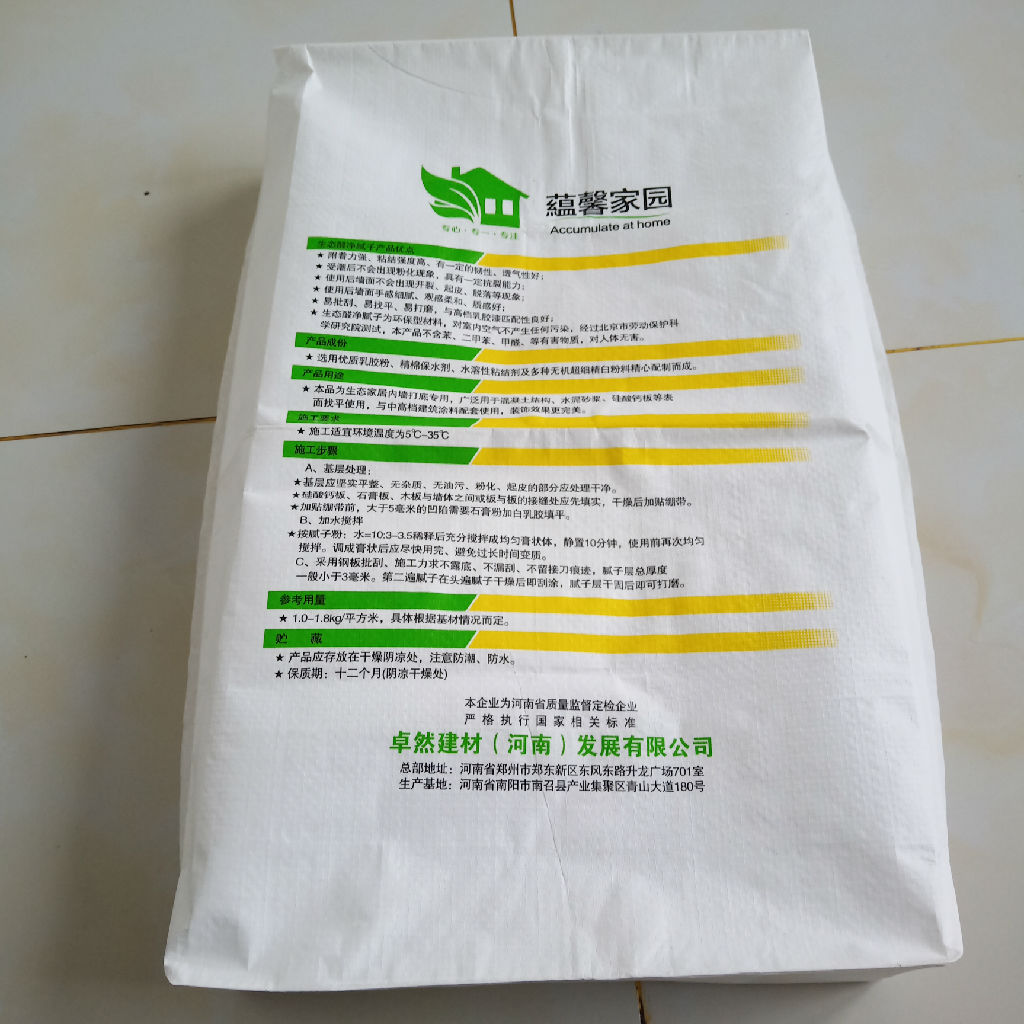 专心·专一·专注
蘊馨家园
Accumulate at home
生态醛净腻子产品优点
★ 附着力强、粘结强度高、有一定的韧性、透气性好；
★ 受潮后不会出现粉化现象，具有一定抗裂能力；
★ 使用后墙面不会出现开裂、起皮、脱落等现象；
★ 使用后墙面手感细腻、观感柔和、质感好；
★ 易批刮、易找平、易打磨，与高档乳胶漆匹配性良好；
★ 生态醛净腻子为环保型材料，对室内空气不产生任何污染，经过北京市劳动保护科
学研究院测试，本产品不含苯、二甲苯、甲醛、等有害物质，对人体无害。
产品成份
★ 选用优质乳胶粉、精棉保水剂、水溶性粘结剂及多种无机超细精白粉料精心配制而成。
产品用途
★ 本品为生态家居内墙打底专用，广泛用于混凝土结构、水泥砂浆、硅酸钙板等表
面找平使用，与中高档建筑涂料配套使用，装饰效果更完美。
施工要求
★ 施工适宜环境温度为5℃-35℃
施工步骤
A、基层处理：
★基层应坚实平整、无杂质、无油污、粉化、起皮的部分应处理干净。
★硅酸钙板、石膏板、木板与墙体之间或板与板的接缝处应先填实，干燥后加贴绷带。
★加贴绷带前，大于5毫米的凹陷需要石膏粉加白乳胶填平。
B、加水搅拌
★按腻子粉：水=10:3-3.5稀释后充分搅拌成均匀膏状体，静置10分钟，使用前再次均匀
搅拌。调成膏状后应尽快用完、避免过长时间变质。
C、采用钢板批刮、施工力求不露底、不漏刮、不留接刀痕迹，腻子层总厚度
一般小于3毫米。第二遍腻子在头遍腻子干燥后即刮涂，腻子层干固后即可打磨。
参考用量
★ 1.0-1.8kg/平方米，具体根据基材情况而定。
贮 藏
★ 产品应存放在干燥阴凉处，注意防潮、防水。
★ 保质期：十二个月(阴凉干燥处)
本企业为河南省质量监督定检企业
严格执行国家相关标准
卓然建材（河南）发展有限公司
总部地址：河南省郑州市郑东新区东风东路升龙广场701室
生产基地：河南省南阳市南召县产业集聚区青山大道180号